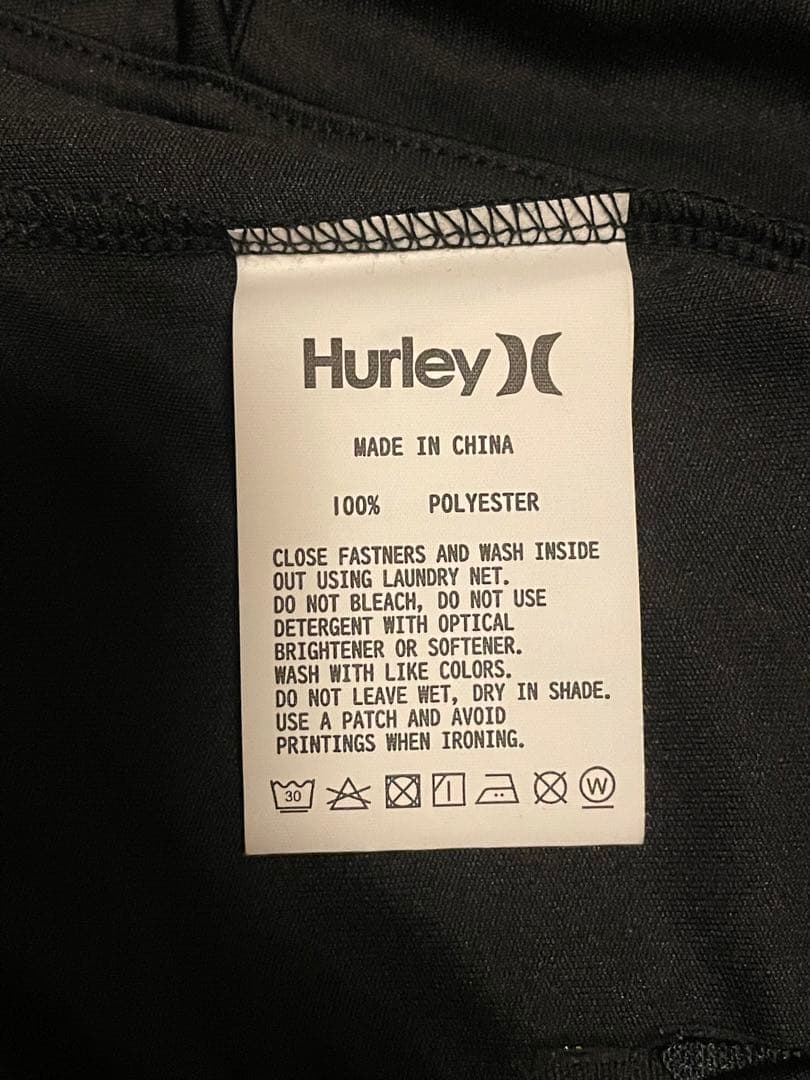 Hurley
MADE IN CHINA
100% POLYESTER
CLOSE FASTNERS AND WASH INSIDE
OUT USING LAUNDRY NET.
DO NOT BLEACH, DO NOT USE
DETERGENT WITH OPTICAL
BRIGHTENER OR SOFTENER.
WASH WITH LIKE COLORS.
DO NOT LEAVE WET, DRY IN SHADE.
USE A PATCH AND AVOID
PRINTINGS WHEN IRONING.
30 W